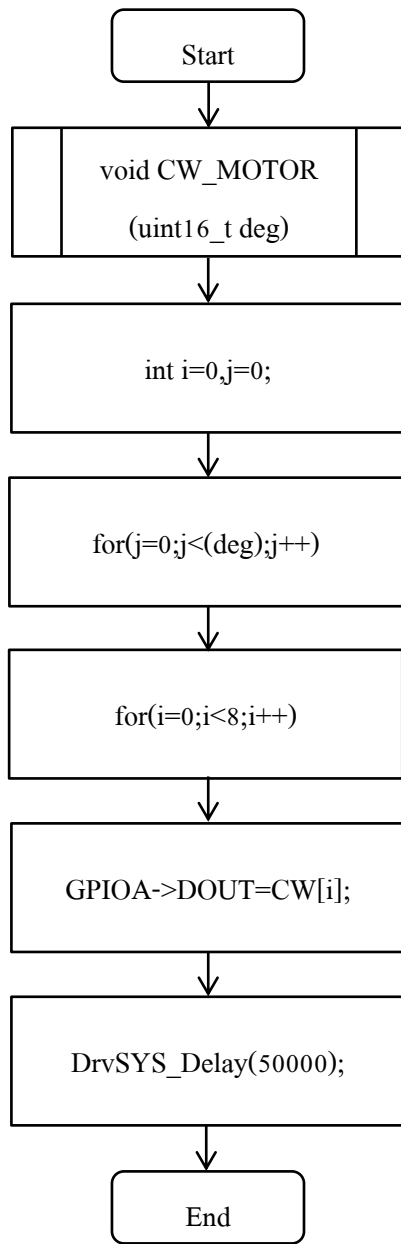 Start
void CW_MOTOR
(uint16_t deg)
int i=0,j=0;
for(j=0;j<(deg);j++)
for(i=0;i<8;i++)
GPIOA->DOUT=CW[i];
DrvSYS_Delay(50000);
End